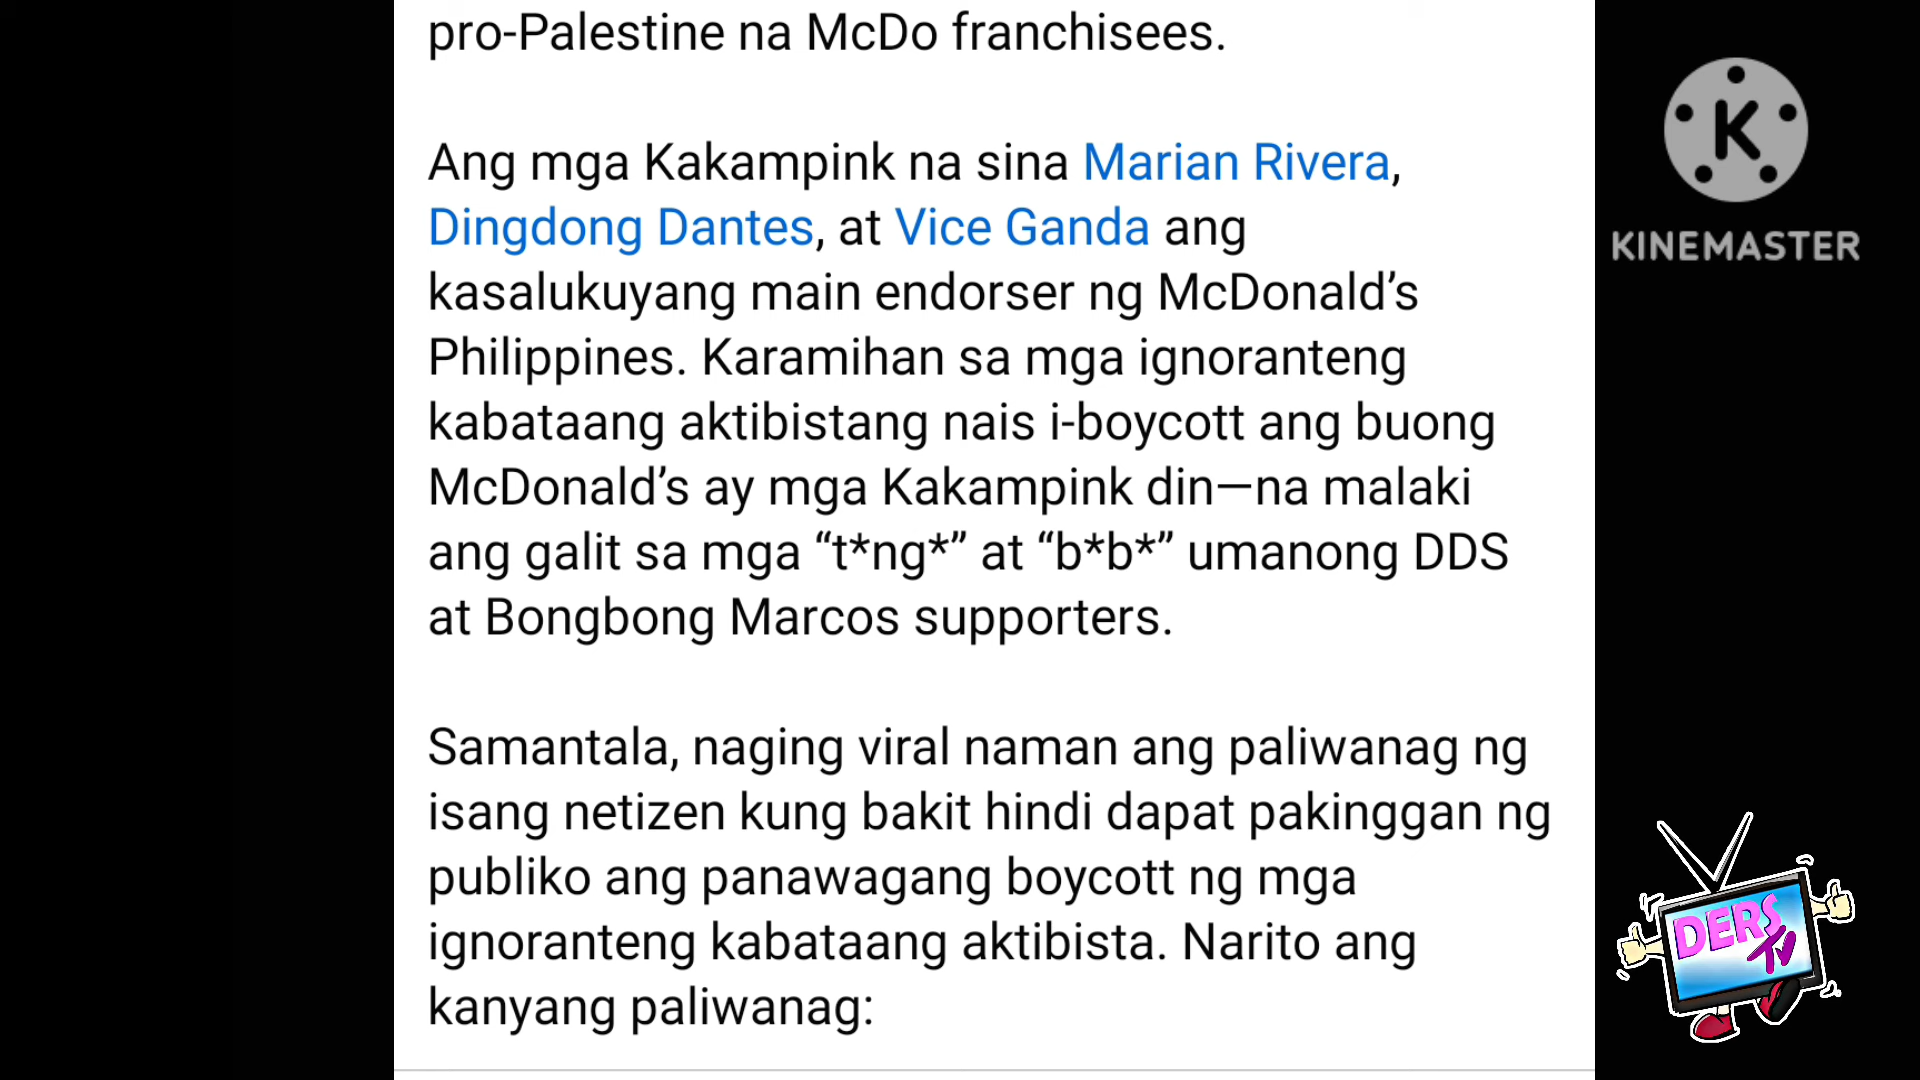 pro-Palestine na McDo franchisees.
Ang mga Kakampink na sina Marian Rivera,
Dingdong Dantes, at Vice Ganda ang
kasalukuyang main endorser ng McDonald’s
Philippines. Karamihan sa mga ignoranteng
kabataang aktibistang nais i-boycott ang buong
McDonald’s ay mga Kakampink din—na malaki
ang galit sa mga “t*ng*” at “b*b*” umanong DDS
at Bongbong Marcos supporters.
Samantala, naging viral naman ang paliwanag ng
isang netizen kung bakit hindi dapat pakinggan ng
publiko ang panawagang boycott ng mga
ignoranteng kabataang aktibista. Narito ang
kanyang paliwanag:
K
KINEMASTER
DERS
TV